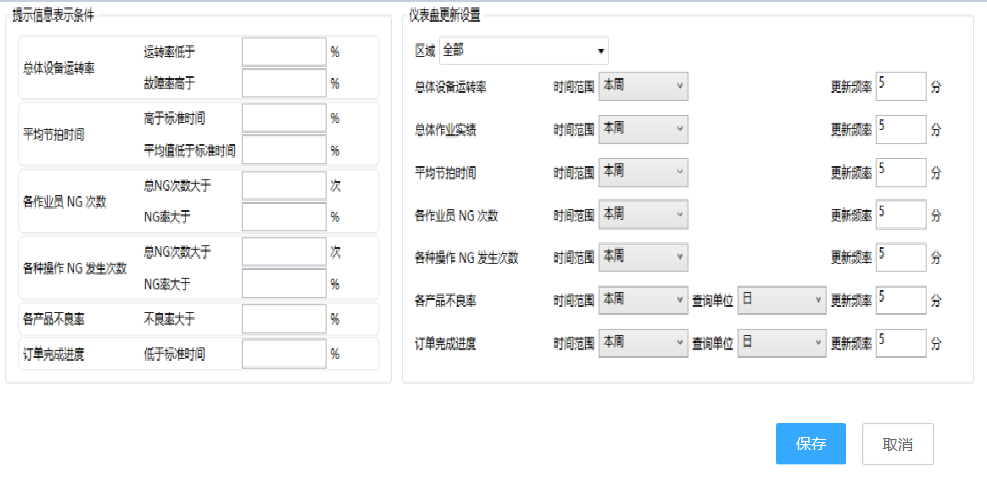 提示信息表示条件
总体设备运转率
运转率低于 %
故障率高于 %
平均节拍时间
高于标准时间 %
平均值低于标准时间 %
各作业员 NG 次数
总NG次数大于 次
NG率大于 %
各种操作 NG 发生次数
总NG次数大于 次
NG率大于 %
各产品不良率 不良率大于 %
订单完成进度 低于标准时间 %
仪表盘更新设置
区域 全部
总体设备运转率 时间范围 本周 更新频率 5 分
总体作业实绩 时间范围 本周 更新频率 5 分
平均节拍时间 时间范围 本周 更新频率 5 分
各作业员 NG 次数 时间范围 本周 更新频率 5 分
各种操作 NG 发生次数 时间范围 本周 更新频率 5 分
各产品不良率 时间范围 本周 查询单位 日 更新频率 5 分
订单完成进度 时间范围 本周 查询单位 日 更新频率 5 分
保存 取消